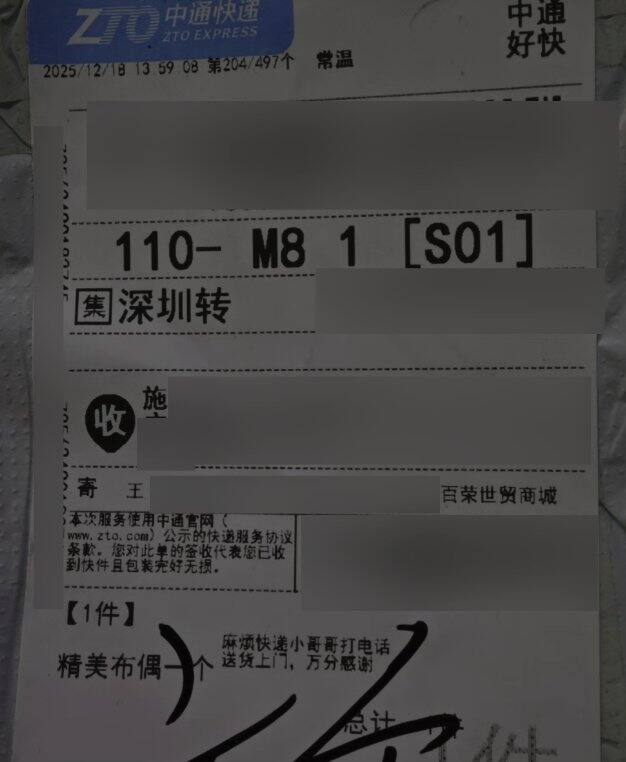 ZTO 中通快递
ZTO EXPRESS
中通
好快
2025/12/18 13 59 08 第204/497个 常温
110- M8 1 [S01]
集 深圳转
收 施
寄 王 百荣世贸商城
本次服务使用中通官网(
www.zto.com) 公示的快递服务协议
条款。您对此单的签收代表您已收
到快件且包装完好无损。
【1件】
精美布偶一个
麻烦快递小哥哥打电话
送货上门，万分感谢
总计
件